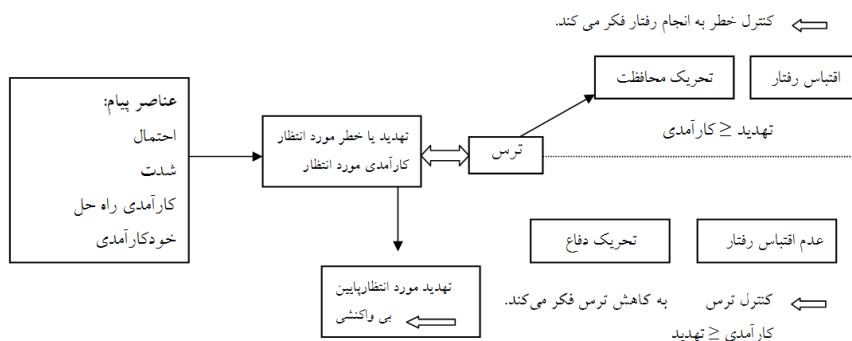 کنترل خطر به انجام رفتار فکر می کند.
اقتباس رفتار
تحریک محافظت
عناصر پیام:
احتمال
شدت
کارآمدی راه حل
خودکارآمدی
تهدید یا خطر مورد انتظار
کارآمدی مورد انتظار
ترس
تهدید ≤ کارآمدی
عدم اقتباس رفتار
تحریک دفاع
تهدید مورد انتظارپایین
بی واکنشی
کنترل ترس به کاهش ترس فکر می‌کند.
کارآمدی ≤ تهدید